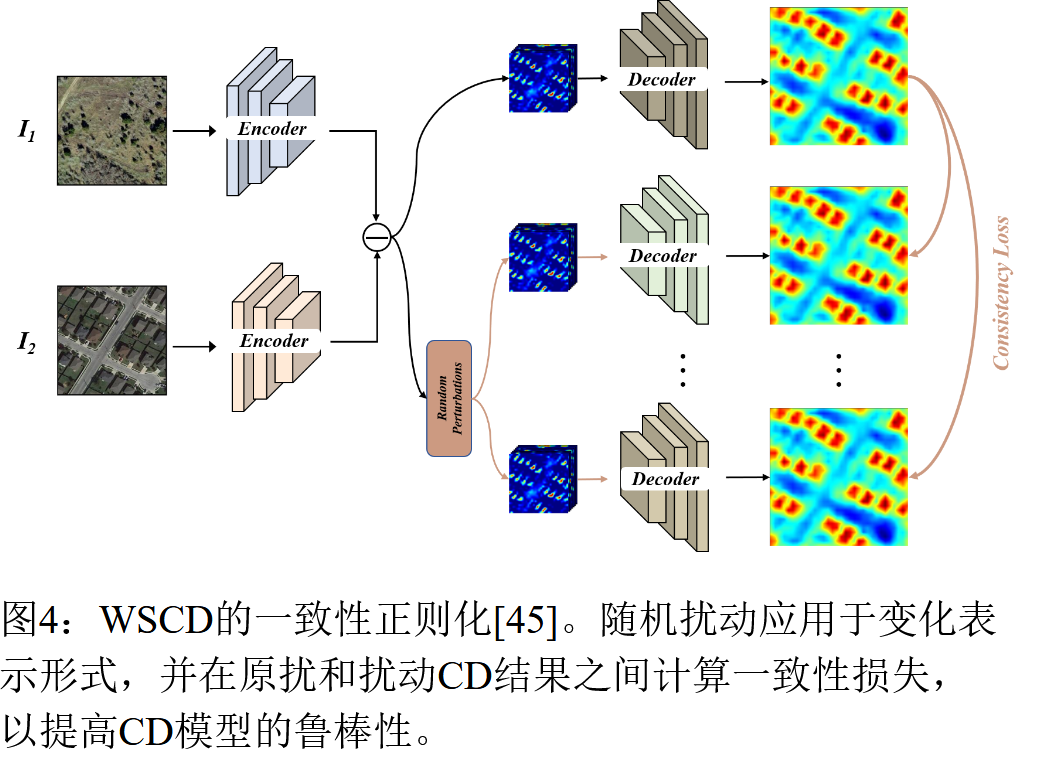 I1
Encoder
I2
Encoder
Random
Perturbations
Decoder
Decoder
Decoder
Consistency Loss
图4：WSCD的一致性正则化[45]。随机扰动应用于变化表
示形式，并在原扰和扰动CD结果之间计算一致性损失，
以提高CD模型的鲁棒性。